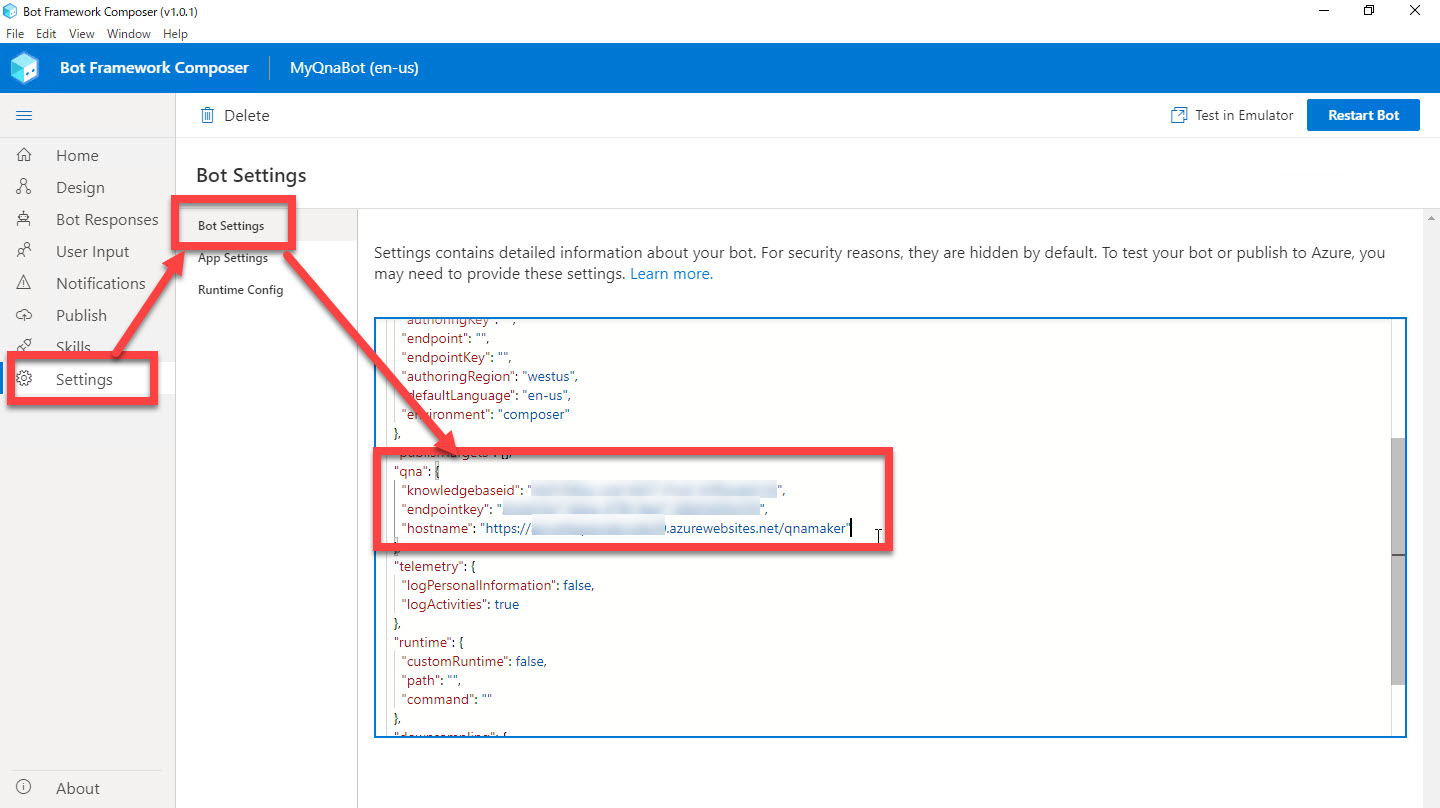 Bot Framework Composer (v1.0.1)
File Edit View Window Help
Bot Framework Composer MyQnaBot (en-us)
Delete
Test in Emulator
Restart Bot
Home
Design
Bot Responses
User Input
Notifications
Publish
Skills
Settings
About
Bot Settings
Bot Settings
App Settings
Runtime Config
Settings contains detailed information about your bot. For security reasons, they are hidden by default. To test your bot or publish to Azure, you
may need to provide these settings. Learn more.
"authoringKey": "",
"endpoint": "",
"endpointKey": "",
"authoringRegion": "westus",
"defaultLanguage": "en-us",
"environment": "composer"
},
"publishTargets": [],
"qna": {
"knowledgebaseid": "",
"endpointkey": "",
"hostname": "https:// .azurewebsites.net/qnamaker"
},
"telemetry": {
"logPersonalInformation": false,
"logActivities": true
},
"runtime": {
"customRuntime": false,
"path": "",
"command": ""
},
"downsampling": {